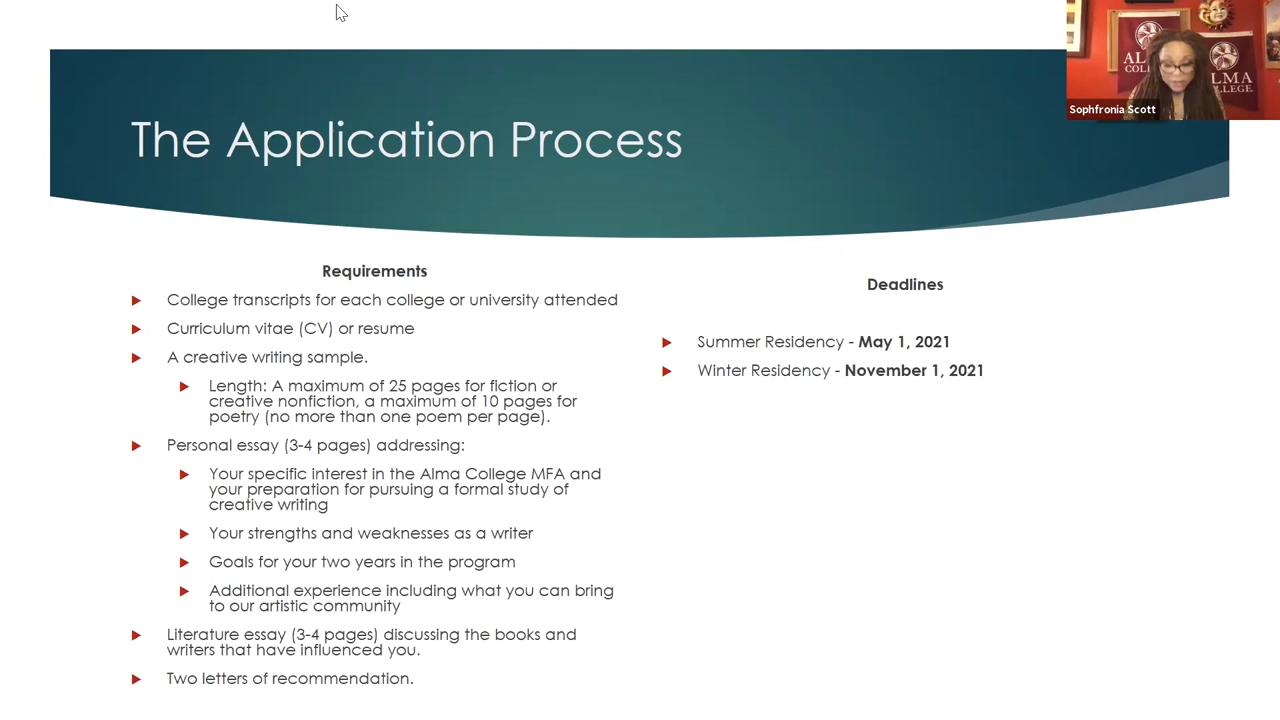 The Application Process
ALMA
COLLEGE
Sophfronia Scott
Requirements
College transcripts for each college or university attended
Curriculum vitae (CV) or resume
A creative writing sample.
Length: A maximum of 25 pages for fiction or
creative nonfiction, a maximum of 10 pages for
poetry (no more than one poem per page).
Personal essay (3-4 pages) addressing:
Your specific interest in the Alma College MFA and
your preparation for pursuing a formal study of
creative writing
Your strengths and weaknesses as a writer
Goals for your two years in the program
Additional experience including what you can bring
to our artistic community
Literature essay (3-4 pages) discussing the books and
writers that have influenced you.
Two letters of recommendation.
Deadlines
Summer Residency - May 1, 2021
Winter Residency - November 1, 2021